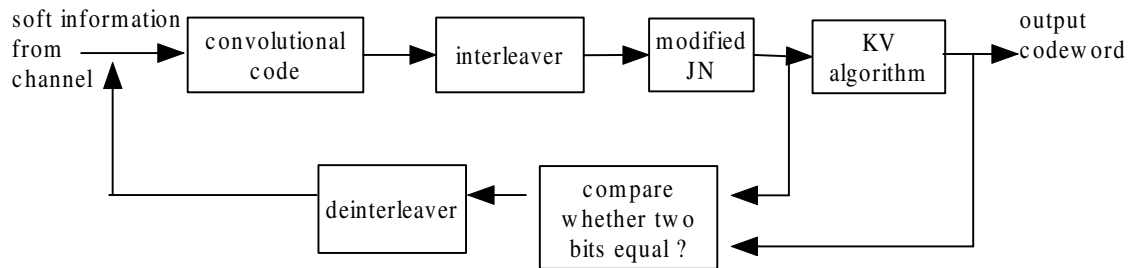 soft information
from
channel
convolutional
code
interleaver
modified
JN
KV
algorithm
output
codeword
deinterleaver
compare
whether two
bits equal ?